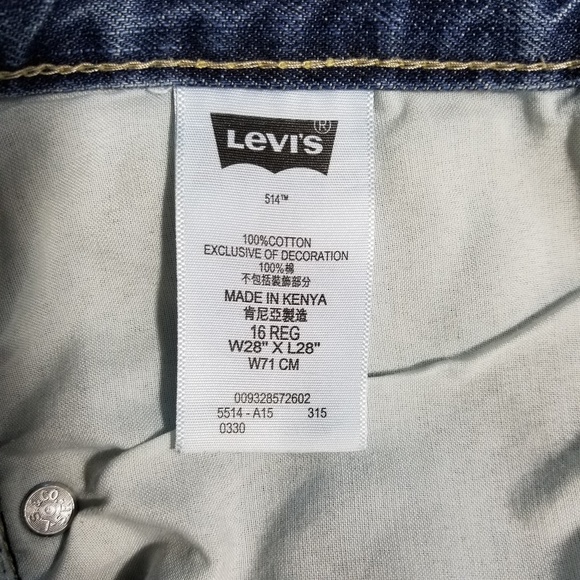 LEVI'S®
514™
100%COTTON
EXCLUSIVE OF DECORATION
100%棉
不包括裝飾部分
MADE IN KENYA
肯尼亞製造
16 REG
W28" X L28"
W71 CM
009328572602
5514 - A15 315
0330